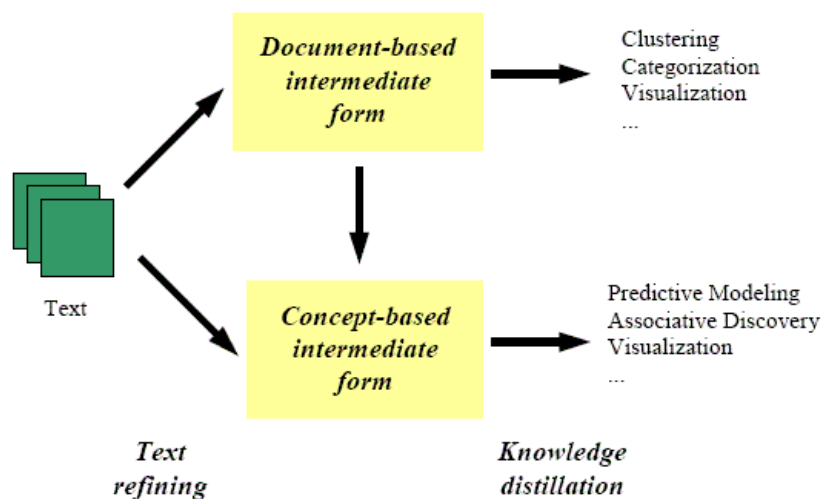 Document-based
intermediate
form
Clustering
Categorization
Visualization
...
Text
Concept-based
intermediate
form
Predictive Modeling
Associative Discovery
Visualization
...
Text
refining
Knowledge
distillation